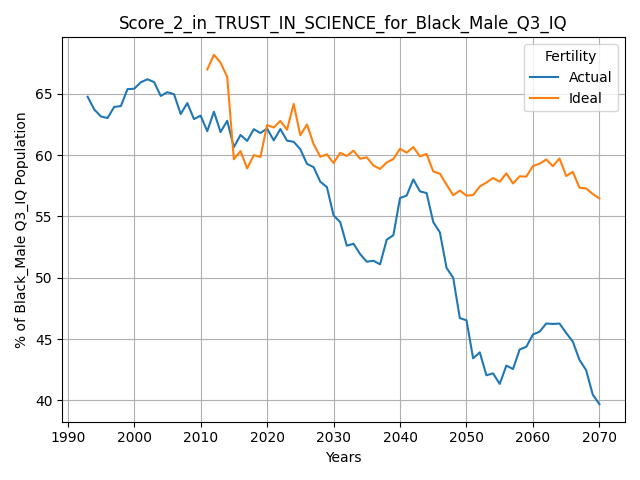 Score_2_in_TRUST_IN_SCIENCE_for_Black_Male_Q3_IQ
Fertility
Actual
Ideal
% of Black_Male Q3_IQ Population
65
60
55
50
45
40
1990 2000 2010 2020 2030 2040 2050 2060 2070
Years